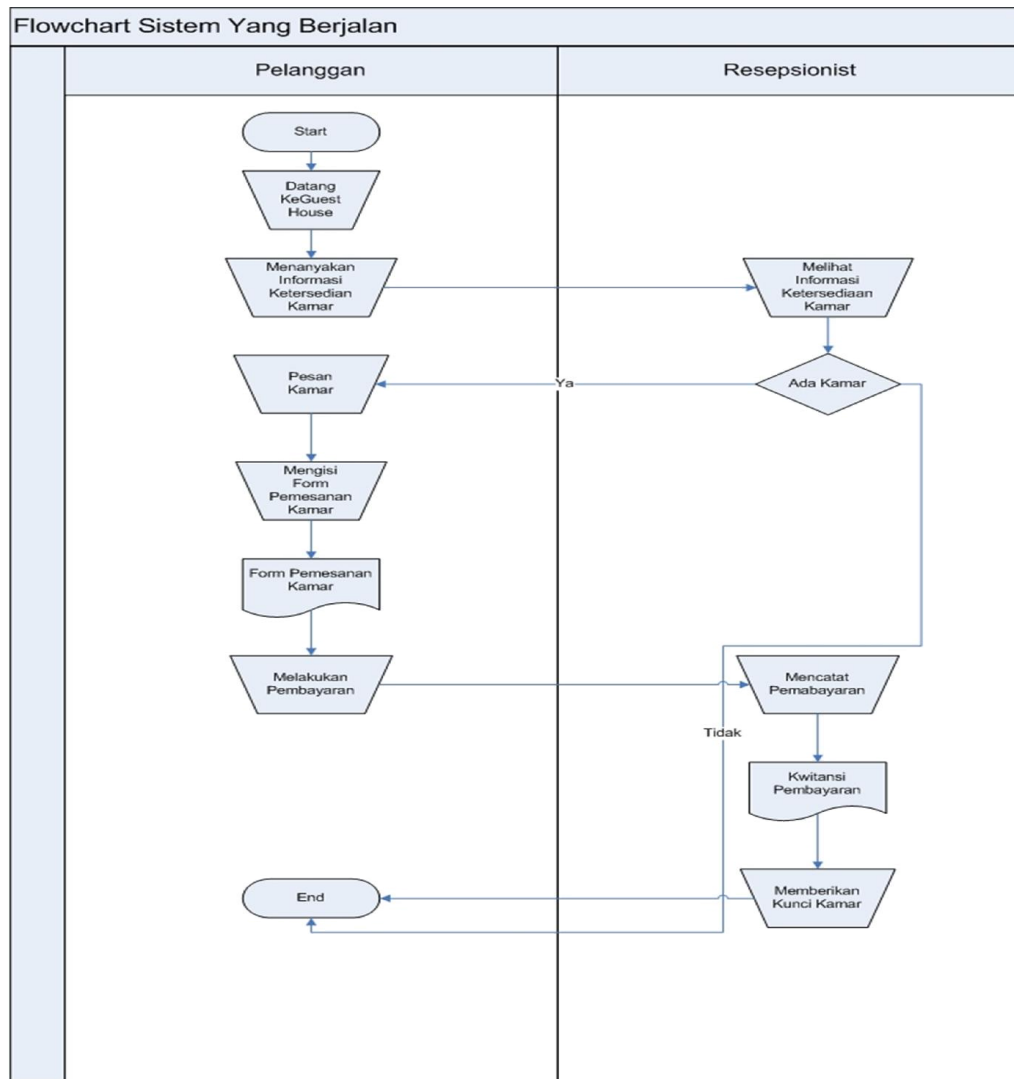 Flowchart Sistem Yang Berjalan
Pelanggan
Resepsionist
Start
Datang
KeGuest
House
Menanyakan
Informasi
Ketersedian
Kamar
Melihat
Informasi
Ketersediaan
Kamar
Ada Kamar
Ya
Pesan
Kamar
Mengisi
Form
Pemesanan
Kamar
Form Pemesanan
Kamar
Melakukan
Pembayaran
Mencatat
Pemabayaran
Tidak
Kwitansi
Pembayaran
Memberikan
Kunci Kamar
End